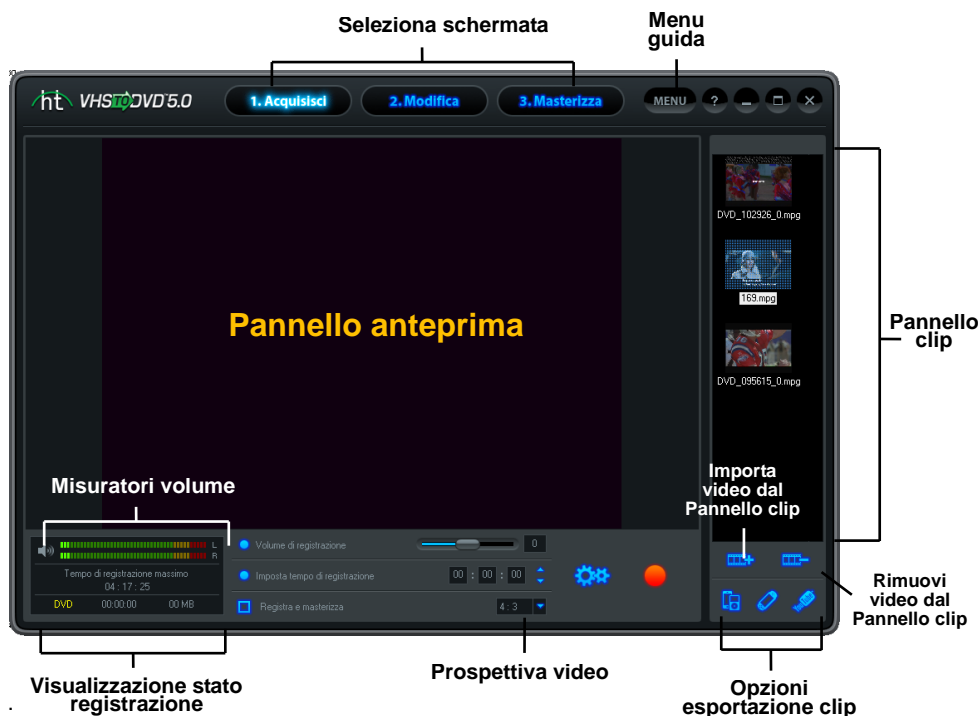 Seleziona schermata
Menu
guida
ht VHS TO DVD 5.0
1. Acquisisci
2. Modifica
3. Masterizza
MENU
?
DVD_102926_0.mpg
169.mpg
DVD_095615_0.mpg
Pannello anteprima
Pannello
clip
Misuratori volume
Importa
video dal
Pannello clip
L
R
Tempo di registrazione massimo
04 : 17 : 25
DVD 00:00:00 00 MB
Volume di registrazione 0
Imposta tempo di registrazione 00 : 00 : 00
Registra e masterizza 4 : 3
Rimuovi
video dal
Pannello clip
Visualizzazione stato
registrazione
Prospettiva video
Opzioni
esportazione clip